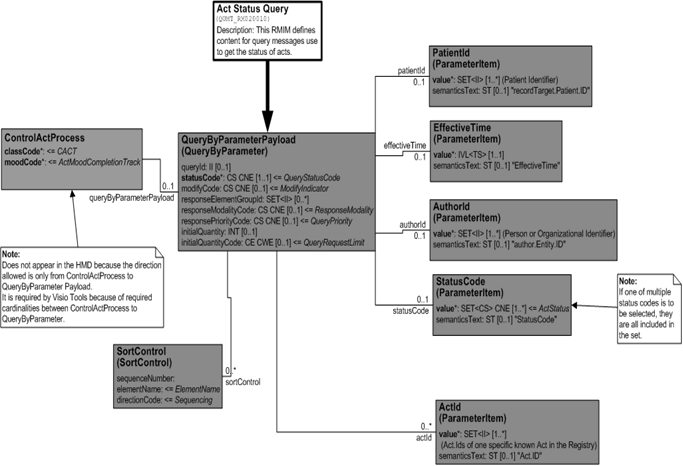 Act Status Query
(QUMT_RM020010)
Description: This RMIM defines
content for query messages use
to get the status of acts.
PatientId
(ParameterItem)
value*: SET<II> [1..*] (Patient Identifier)
semanticsText: ST [0..1] "recordTarget.Patient.ID"
patientId
0..1
ControlActProcess
classCode*: <= CACT
moodCode*: <= ActMoodCompletionTrack
0..1
queryByParameterPayload
QueryByParameterPayload
(QueryByParameter)
queryId: II [0..1]
statusCode*: CS CNE [1..1] <= QueryStatusCode
modifyCode: CS CNE [0..1] <= ModifyIndicator
responseElementGroupId: SET<II> [0..*]
responseModalityCode: CS CNE [0..1] <= ResponseModality
responsePriorityCode: CS CNE [0..1] <= QueryPriority
initialQuantity: INT [0..1]
initialQuantityCode: CE CWE [0..1] <= QueryRequestLimit
effectiveTime
0..1
EffectiveTime
(ParameterItem)
value*: IVL<TS> [1..1]
semanticsText: ST [0..1] "EffectiveTime"
authorId
0..1
AuthorId
(ParameterItem)
value*: SET<II> [1..*] (Person or Organizational Identifier)
semanticsText: ST [0..1] "author.Entity.ID"
Note:
Does not appear in the HMD because the direction
allowed is only from ControlActProcess to
QueryByParameter Payload.
It is required by Visio Tools because of required
cardinalities between ControlActProcess to
QueryByParameter.
0..1
statusCode
StatusCode
(ParameterItem)
value*: SET<CS> CNE [1..*] <= ActStatus
semanticsText: ST [0..1] "StatusCode"
Note:
If one of multiple
status codes is to
be selected, they
are all included in
the set.
SortControl
(SortControl)
sequenceNumber:
elementName: <= ElementName
directionCode: <= Sequencing
0..*
sortControl
0..*
actId
ActId
(ParameterItem)
value*: SET<II> [1..*]
(Act.Ids of one specific known Act in the Registry)
semanticsText: ST [0..1] "Act.ID"